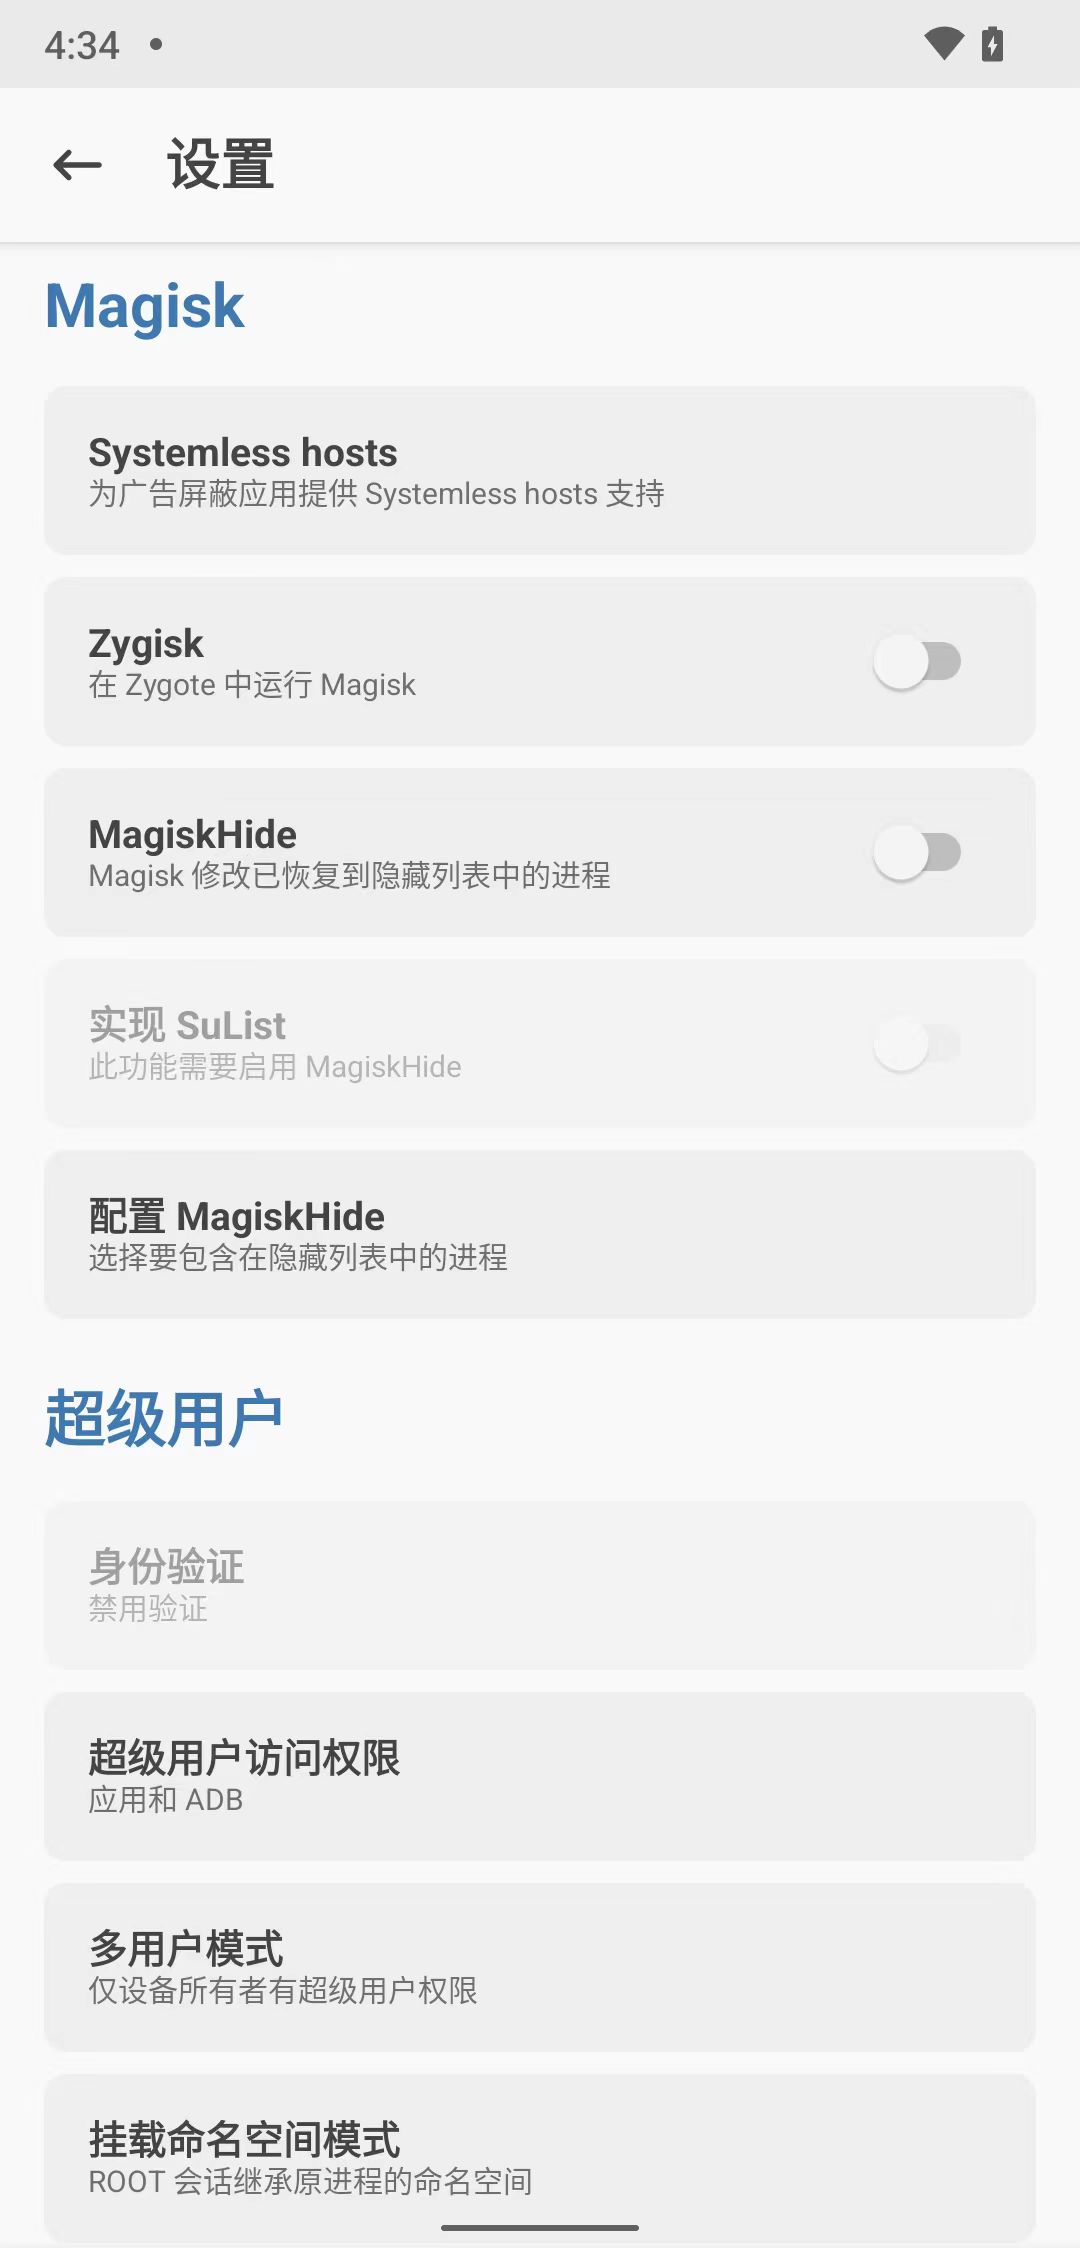 4:34
设置
Magisk
Systemless hosts
为广告屏蔽应用提供 Systemless hosts 支持
Zygisk
在 Zygote 中运行 Magisk
MagiskHide
Magisk 修改已恢复到隐藏列表中的进程
实现 SuList
此功能需要启用 MagiskHide
配置 MagiskHide
选择要包含在隐藏列表中的进程
超级用户
身份验证
禁用验证
超级用户访问权限
应用和 ADB
多用户模式
仅设备所有者有超级用户权限
挂载命名空间模式
ROOT 会话继承原进程的命名空间